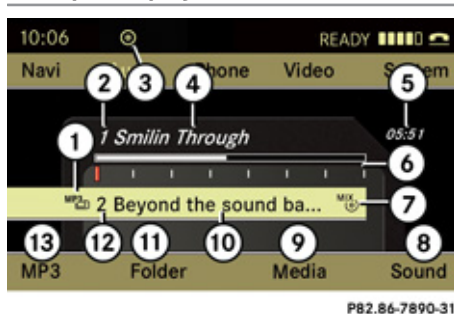 10:06 READY
Navi Audio Phone Video System
2 3 4 5
1 Smilin Through 05:51
1 6
MP3 2 Beyond the sound ba... MIX 7
13 12 11 10 9 8
MP3 Folder Media Sound
P82.86-7890-31